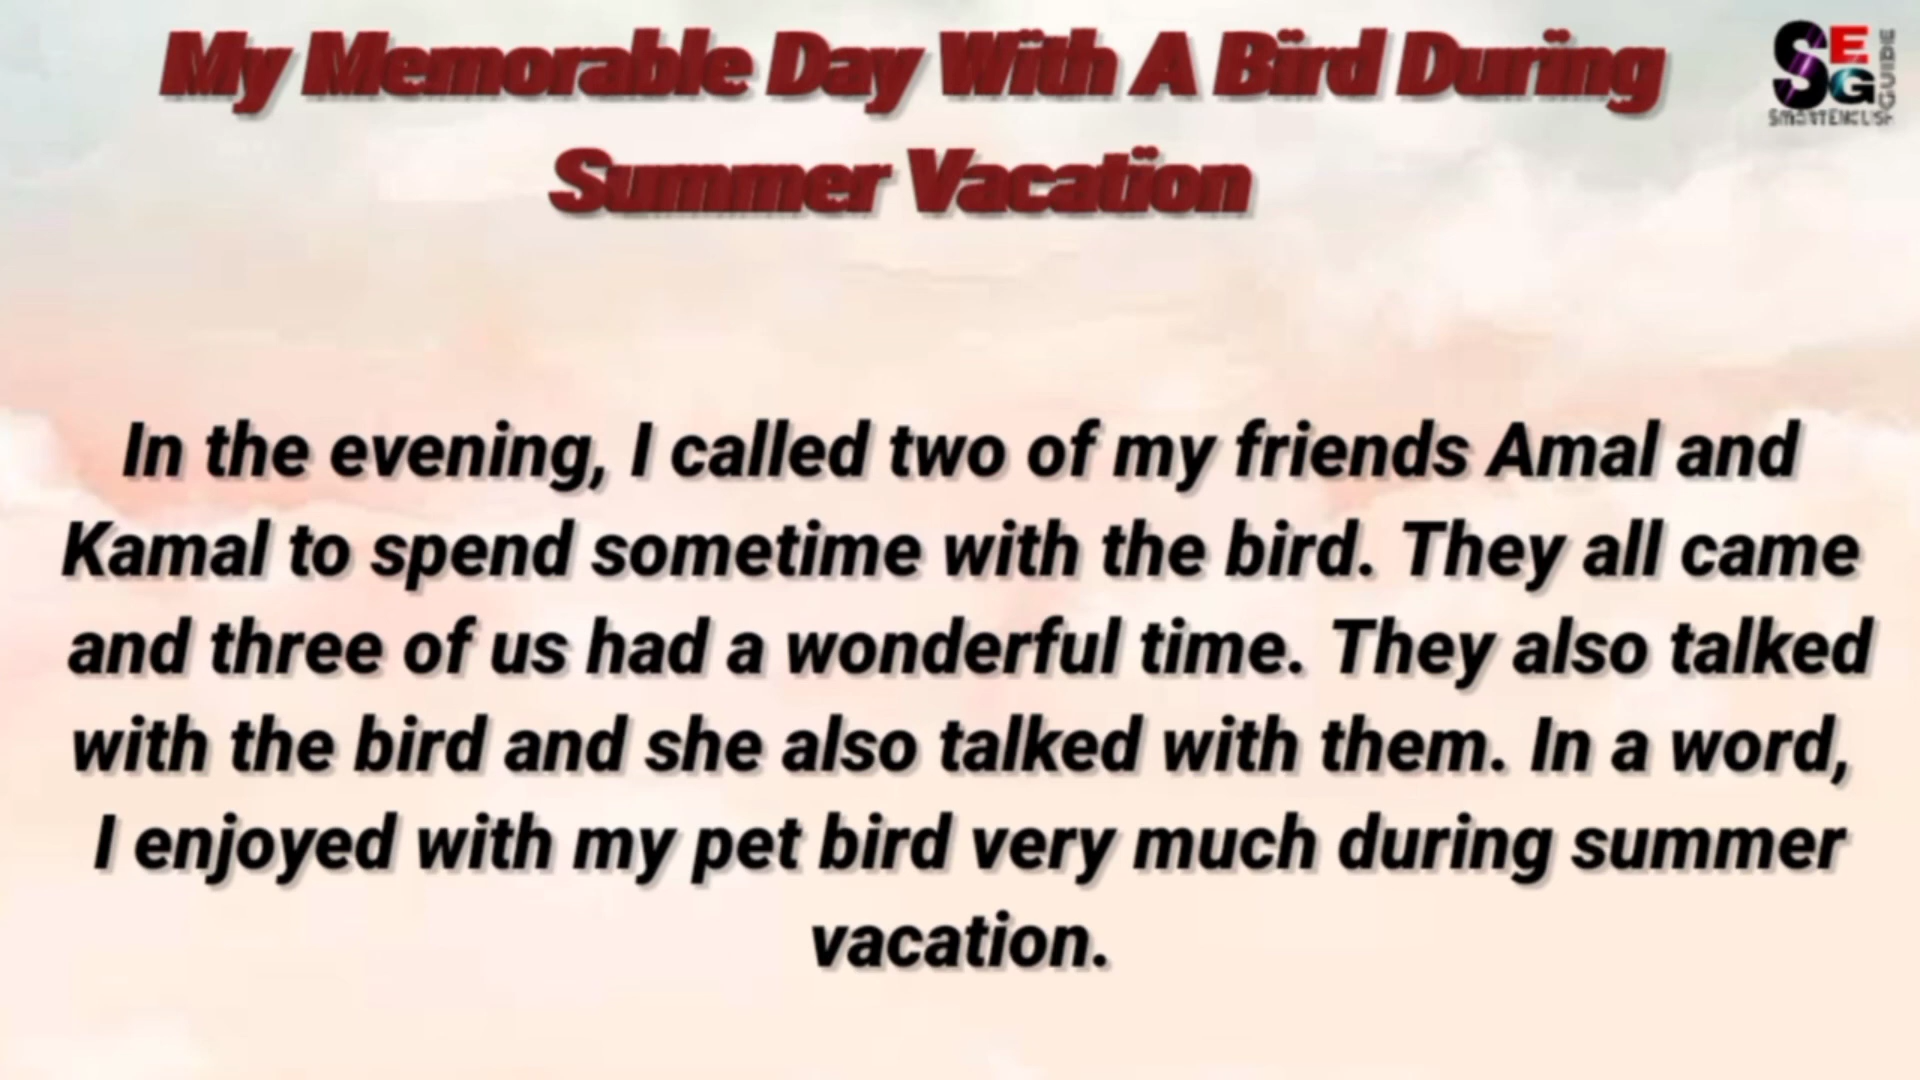 My Memorable Day With A Bird During
Summer Vacation
SEG
GUIDE
SMARTENGLISH
In the evening, I called two of my friends Amal and
Kamal to spend sometime with the bird. They all came
and three of us had a wonderful time. They also talked
with the bird and she also talked with them. In a word,
I enjoyed with my pet bird very much during summer
vacation.